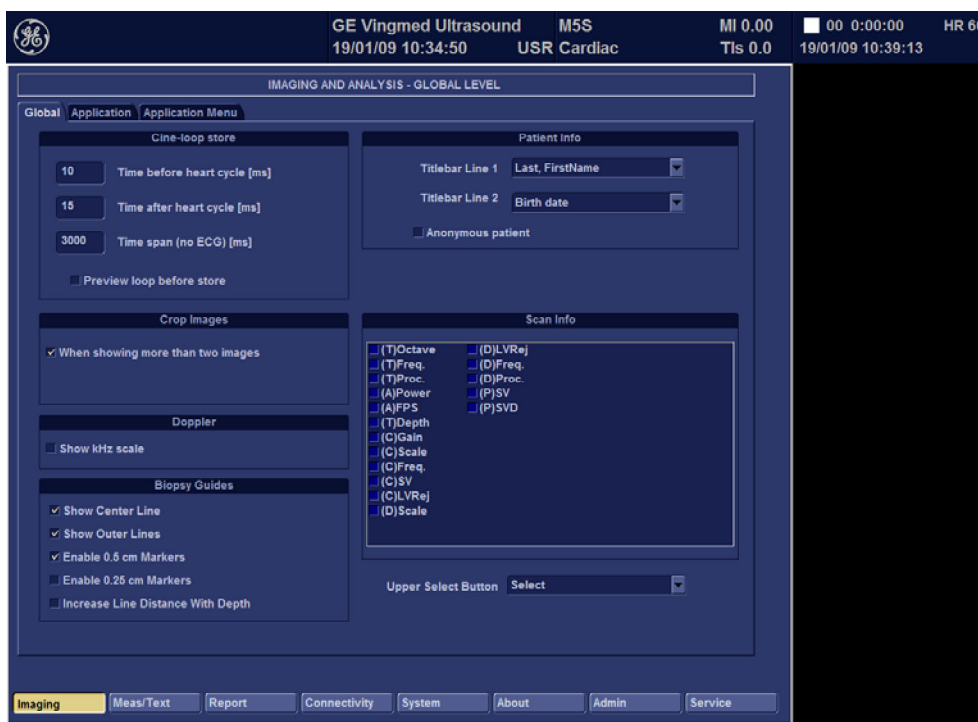 GE Vingmed Ultrasound M5S MI 0.00
19/01/09 10:34:50 USR Cardiac TIs 0.0
00 0:00:00 HR 6
19/01/09 10:39:13
IMAGING AND ANALYSIS - GLOBAL LEVEL
Global Application Application Menu
Cine-loop store
10 Time before heart cycle [ms]
15 Time after heart cycle [ms]
3000 Time span (no ECG) [ms]
Preview loop before store
Patient Info
Titlebar Line 1 Last, FirstName
Titlebar Line 2 Birth date
Anonymous patient
Crop Images
When showing more than two images
Doppler
Show kHz scale
Biopsy Guides
Show Center Line
Show Outer Lines
Enable 0.5 cm Markers
Enable 0.25 cm Markers
Increase Line Distance With Depth
Scan Info
(T)Octave (D)LVRej
(T)Freq. (D)Freq.
(T)Proc. (D)Proc.
(A)Power (P)SV
(A)FPS (P)SVD
(T)Depth
(C)Gain
(C)Scale
(C)Freq.
(C)SV
(C)LVRej
(D)Scale
Upper Select Button Select
Imaging Meas/Text Report Connectivity System About Admin Service